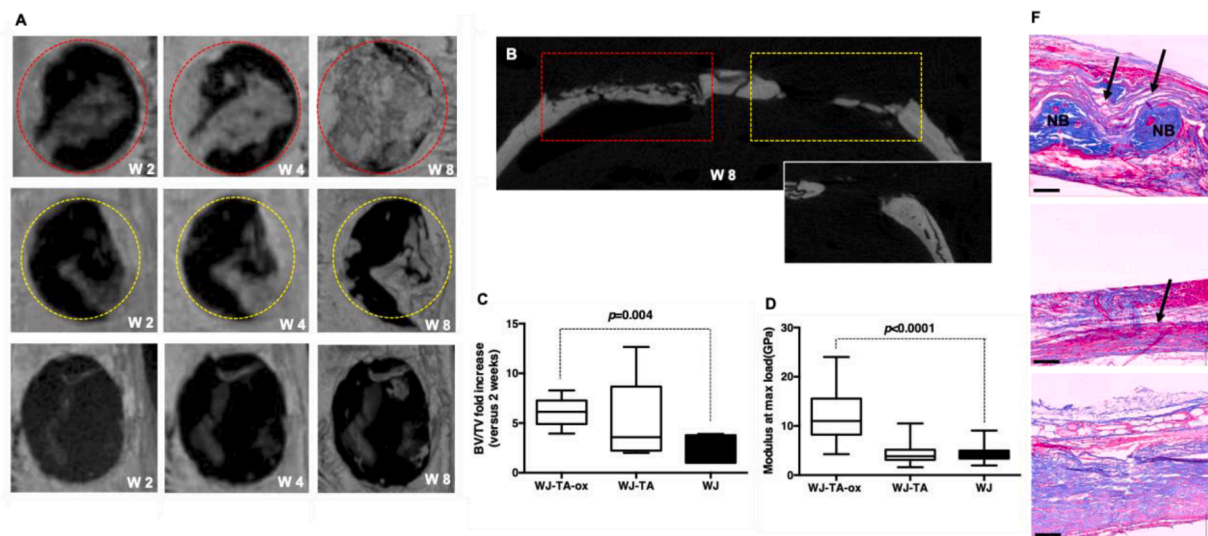 A
W 2
W 4
W 8
W 2
W 4
W 8
W 2
W 4
W 8
B
W 8
C
p=0.004
BV/TV fold increase
(versus 2 weeks)
15
10
5
0
WJ-TA-ox
WJ-TA
WJ
D
p<0.0001
Modulus at max load(GPa)
30
20
10
0
WJ-TA-ox
WJ-TA
WJ
F
NB
NB